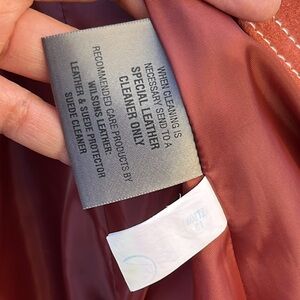 WHEN CLEANING IS
NECESSARY SEND TO A
SPECIAL LEATHER
CLEANER ONLY
RECOMMENDED CARE PRODUCTS BY
WILSONS LEATHER:
LEATHER & SUEDE PROTECTOR
SUEDE CLEANER